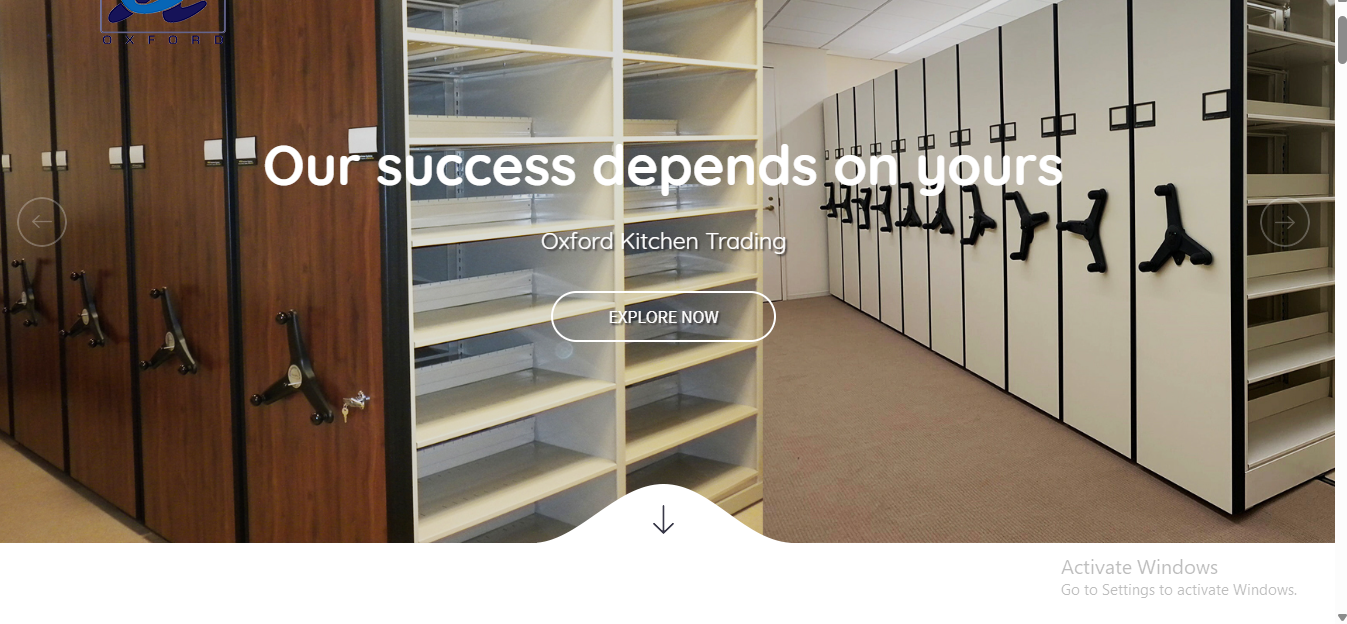 OXFORD
Our success depends on yours
Oxford Kitchen Trading
EXPLORE NOW
Activate Windows
Go to Settings to activate Windows.